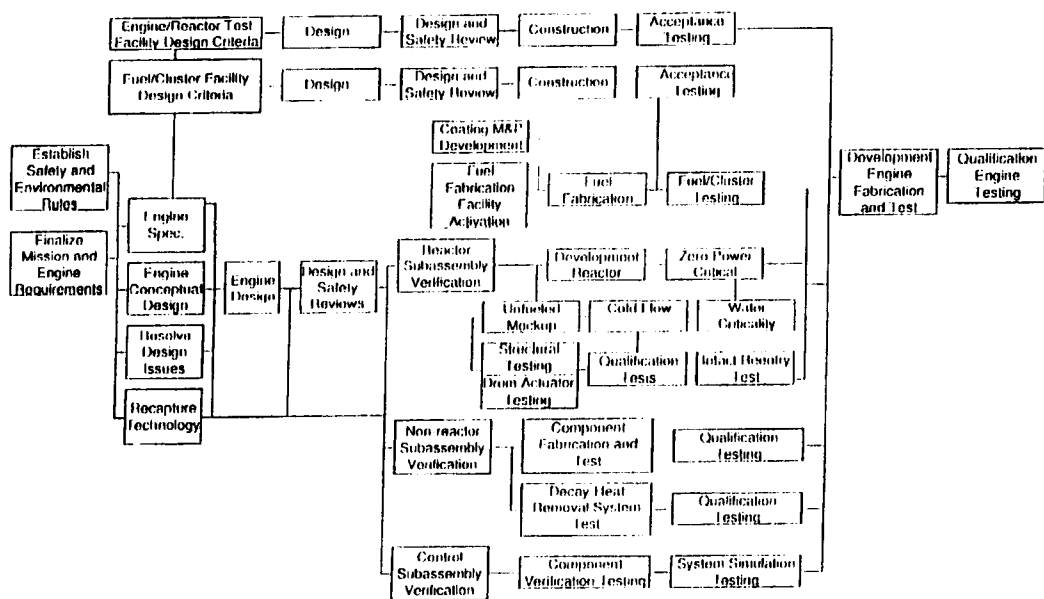 Engine/Reactor Test
Facility Design Criteria
Design
Design and
Safety Review
Construction
Acceptance
Testing
Fuel/Cluster Facility
Design Criteria
Design
Design and
Safety Review
Construction
Acceptance
Testing
Coating M&P
Development
Fuel
Fabrication
Facility
Activation
Fuel
Fabrication
Fuel/Cluster
Testing
Establish
Safety and
Environmental
Rules
Finalize
Mission and
Engine
Requirements
Engine
Spec.
Engine
Conceptual
Design
Resolve
Design
Issues
Recapture
Technology
Engine
Design
Design and
Safety
Reviews
Reactor
Subassembly
Verification
Development
Reactor
Zero Power
Critical
Unfueled
Mockup
Cold Flow
Water
Criticality
Structural
Testing
Drum Actuator
Testing
Qualification
Tests
Intact Reentry
Test
Non reactor
Subassembly
Verification
Component
Fabrication and
Test
Qualification
Testing
Decay Heat
Removal System
Test
Qualification
Testing
Control
Subassembly
Verification
Component
Verification Testing
System Simulation
Testing
Development
Engine
Fabrication
and Test
Qualification
Engine
Testing